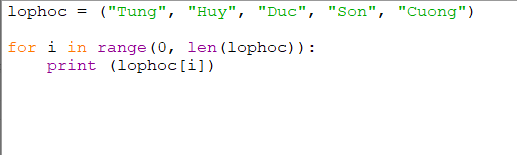 lophoc = ("Tung", "Huy", "Duc", "Son", "Cuong")
for i in range(0, len(lophoc)):
    print (lophoc[i])